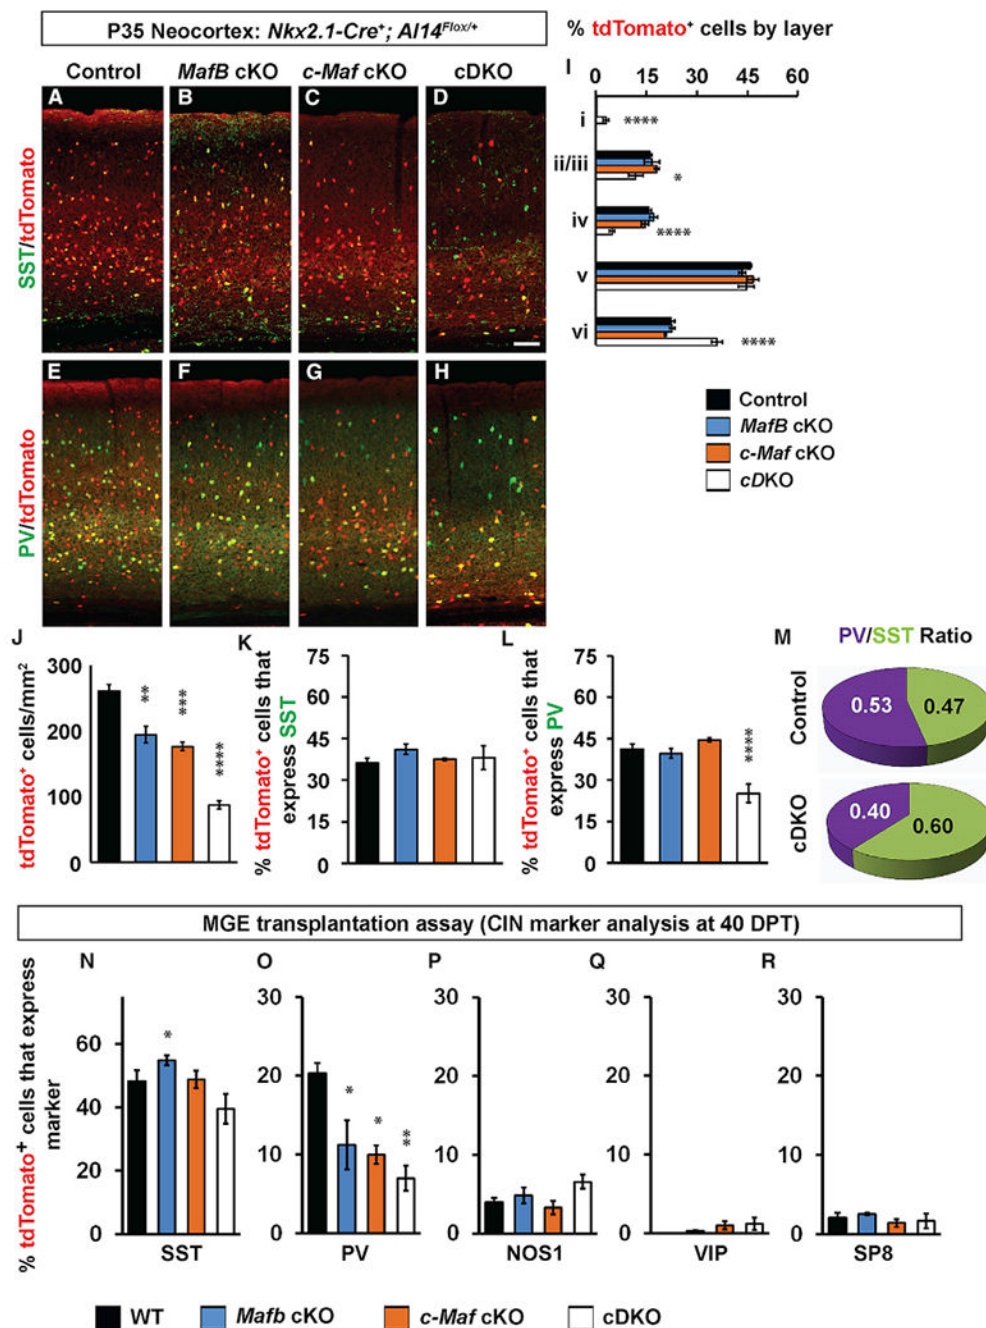 P35 Neocortex: Nkx2.1-Cre⁺; AI14^Flox/+
% tdTomato⁺ cells by layer
Control MafB cKO c-Maf cKO cDKO
A B C D
SST/tdTomato
E F G H
PV/tdTomato
I
0 15 30 45 60
i ****
ii/iii *
iv ****
v
vi ****
Control
MafB cKO
c-Maf cKO
cDKO
J
tdTomato⁺ cells/mm²
300
200
100
0
** *** ****
K
% tdTomato⁺ cells that
express SST
75
60
45
30
15
0
L
% tdTomato⁺ cells that
express PV
75
60
45
30
15
0
****
M
PV/SST Ratio
Control
0.53 0.47
cDKO
0.40 0.60
MGE transplantation assay (CIN marker analysis at 40 DPT)
% tdTomato⁺ cells that express
marker
N
60
40
20
0
*
SST
O
30
20
10
0
* * **
PV
P
30
20
10
0
NOS1
Q
30
20
10
0
VIP
R
30
20
10
0
SP8
WT Mafb cKO c-Maf cKO cDKO